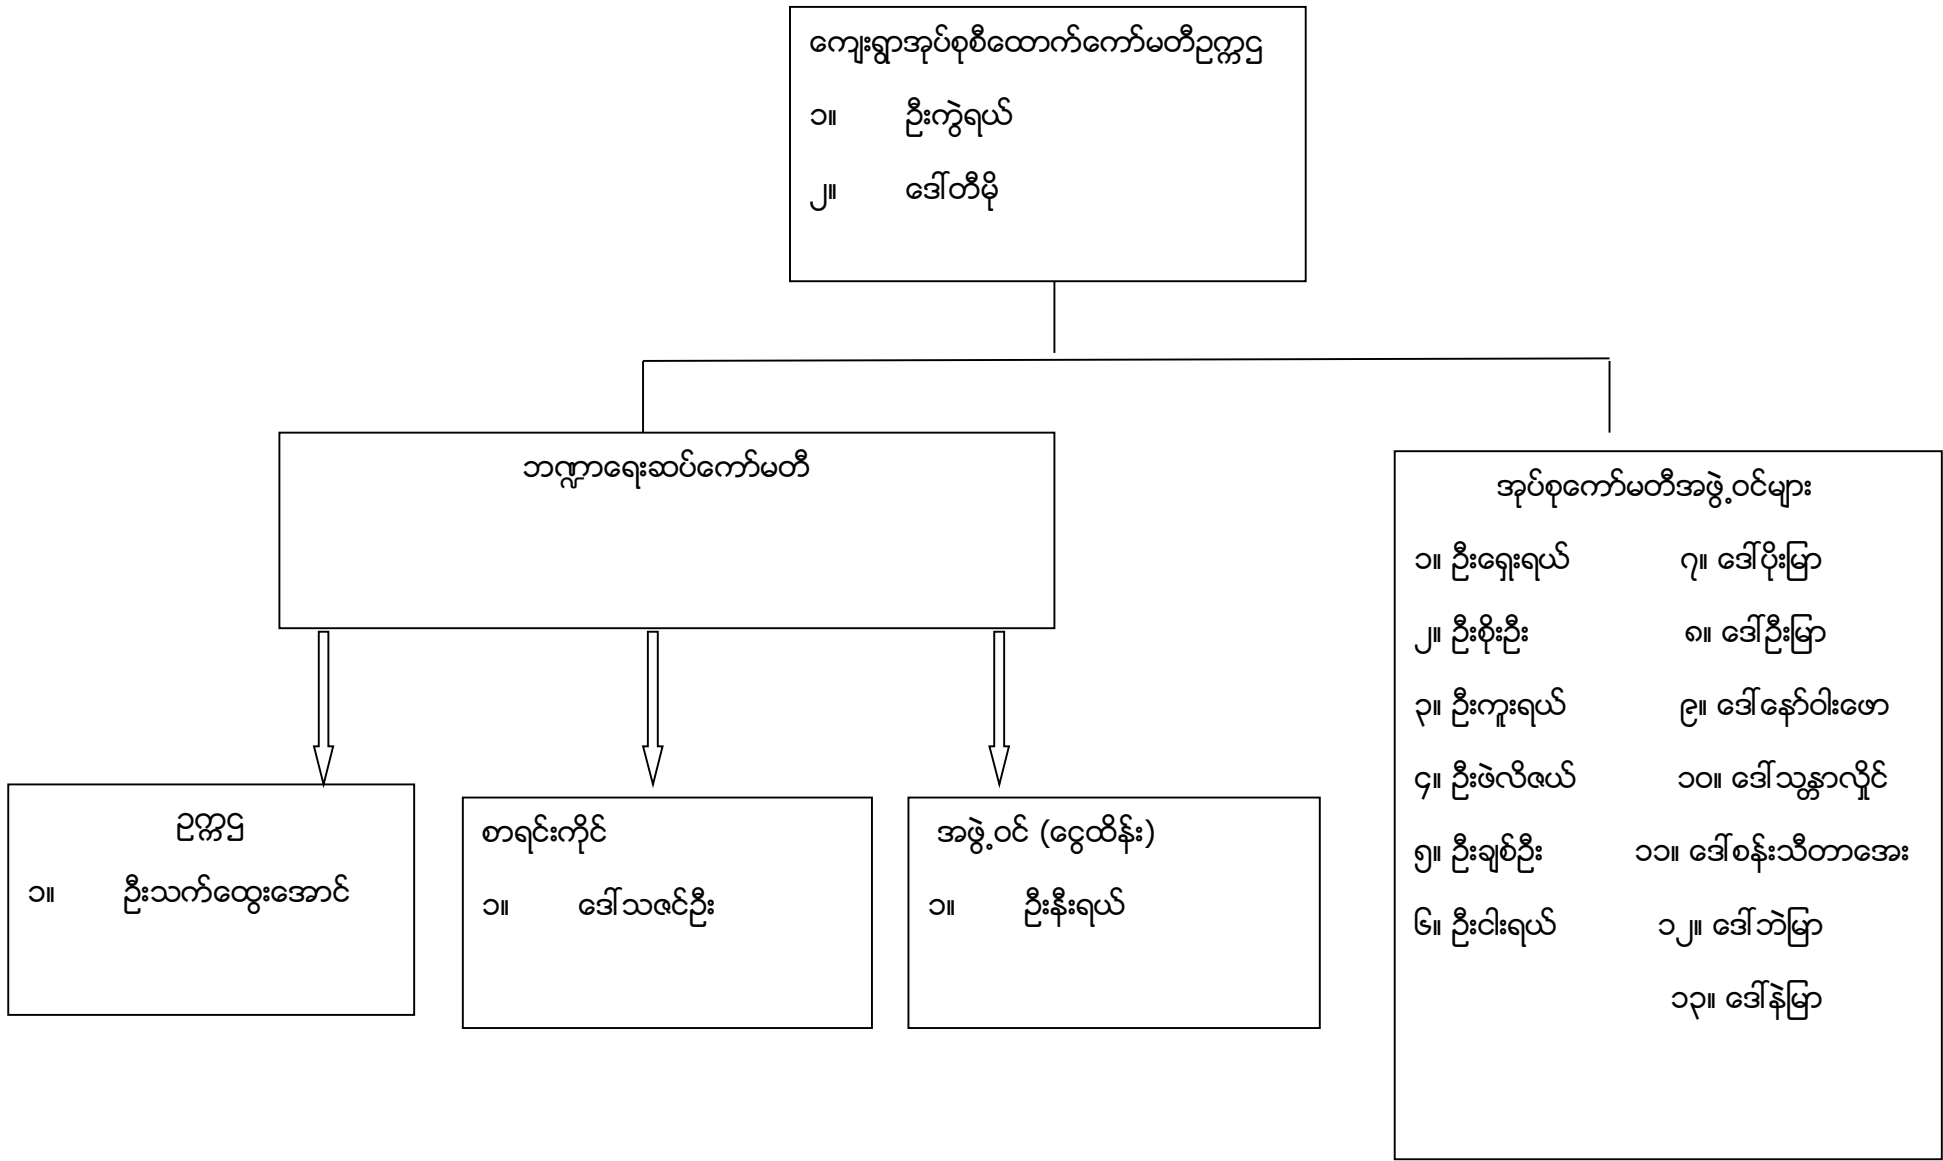 ကျေးရွာအုပ်စုစီထောက်ကော်မတီဥက္ကဌ
၁။ ဦးကွဲရယ်
၂။ ဒေါ်တီမို
ဘဏ္ဍာရေးဆပ်ကော်မတီ
ဥက္ကဌ
၁။ ဦးသက်ထွေးအောင်
စာရင်းကိုင်
၁။ ဒေါ်သဇင်ဦး
အဖွဲ့ဝင် (ငွေထိန်း)
၁။ ဦးနီးရယ်
အုပ်စုကော်မတီအဖွဲ့ဝင်များ
၁။ ဦးရှေးရယ် ၇။ ဒေါ်ပိုးမြာ
၂။ ဦးစိုးဦး ၈။ ဒေါ်ဦးမြာ
၃။ ဦးကူးရယ် ၉။ ဒေါ်နော်ဝါးဖော
၄။ ဦးဖဲလိဇယ် ၁၀။ ဒေါ်သန္တာလှိုင်
၅။ ဦးချစ်ဦး ၁၁။ ဒေါ်စန်းသီတာအေး
၆။ ဦးငါးရယ် ၁၂။ ဒေါ်ဘဲမြာ
၁၃။ ဒေါ်နဲမြာ